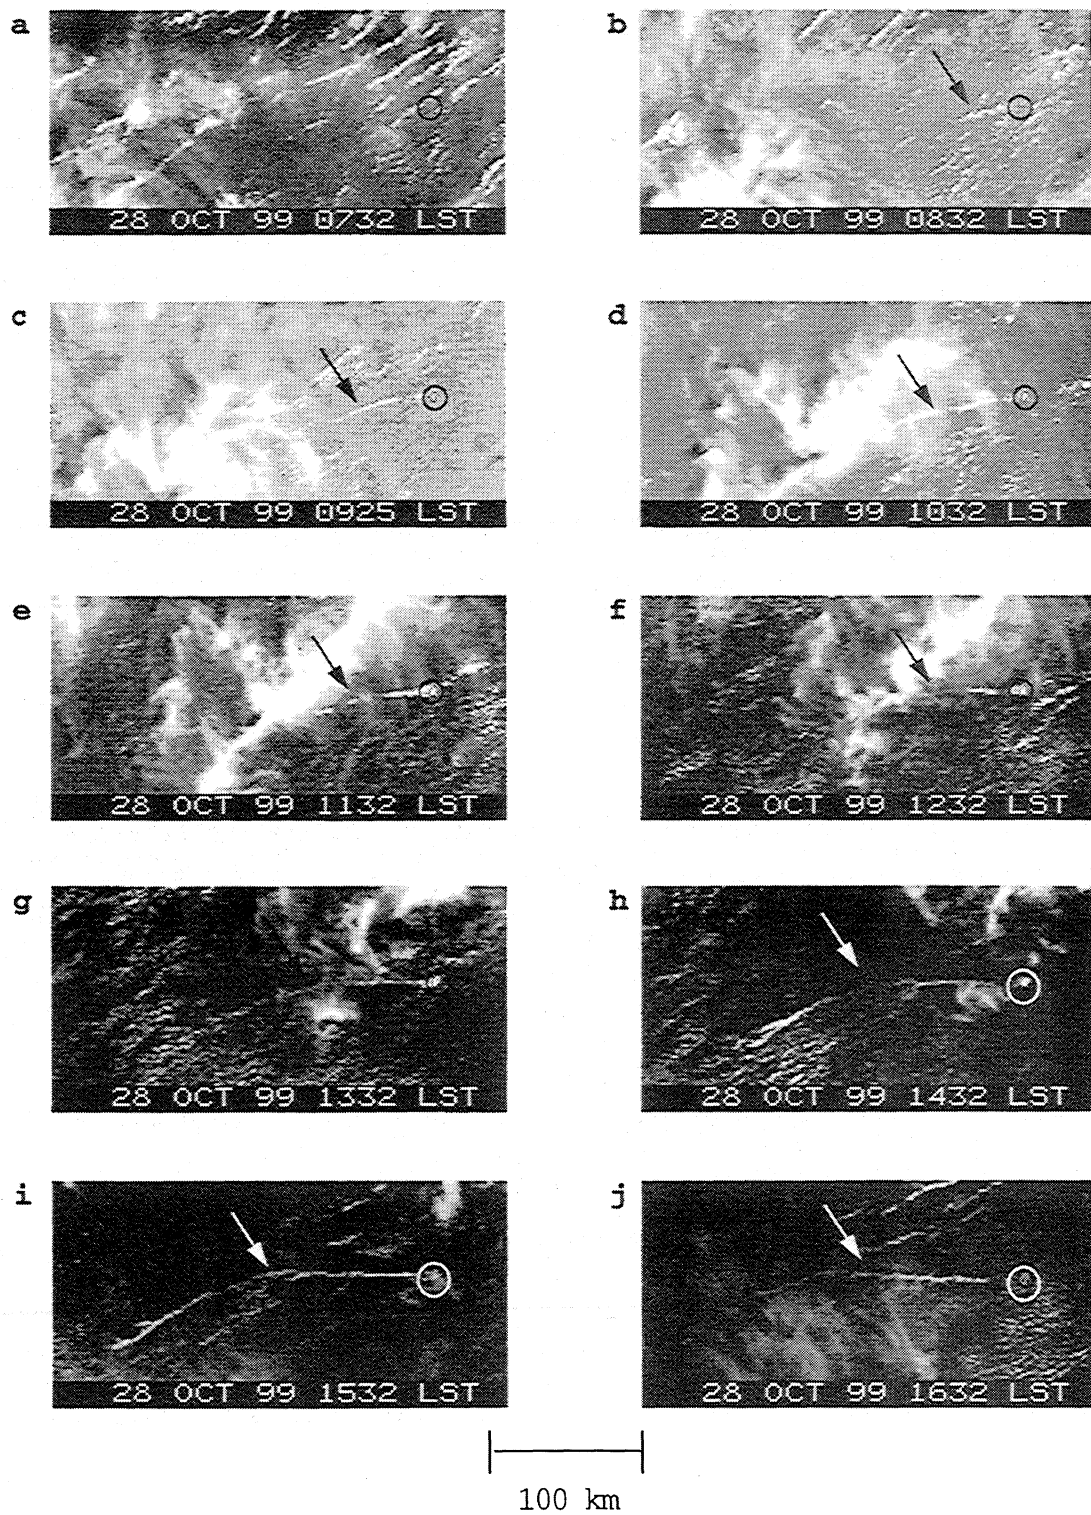 a
28 OCT 99 0732 LST
b
28 OCT 99 0832 LST
c
28 OCT 99 0925 LST
d
28 OCT 99 1032 LST
e
28 OCT 99 1132 LST
f
28 OCT 99 1232 LST
g
28 OCT 99 1332 LST
h
28 OCT 99 1432 LST
i
28 OCT 99 1532 LST
j
28 OCT 99 1632 LST
100 km